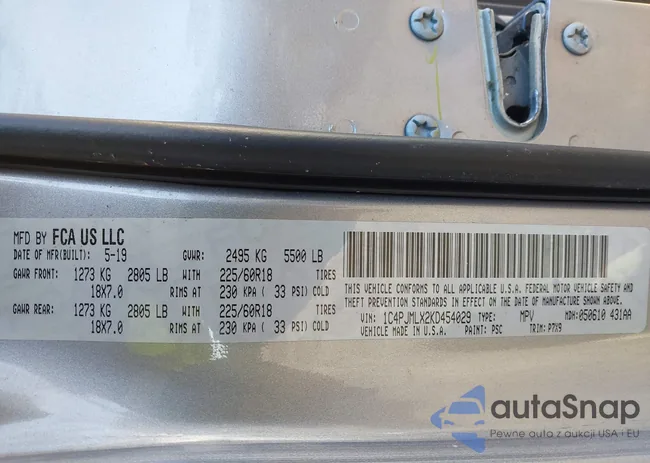 MFD BY FCA US LLC
DATE OF MFR(BUILT): 5-19 GVWR: 2495 KG 5500 LB
GAWR FRONT: 1273 KG 2805 LB WITH 225/60R18 TIRES
18X7.0 RIMS AT 230 KPA ( 33 PSI) COLD
GAWR REAR: 1273 KG 2805 LB WITH 225/60R18 TIRES
18X7.0 RIMS AT 230 KPA ( 33 PSI) COLD
THIS VEHICLE CONFORMS TO ALL APPLICABLE U.S.A. FEDERAL MOTOR VEHICLE SAFETY AND
THEFT PREVENTION STANDARDS IN EFFECT ON THE DATE OF MANUFACTURE SHOWN ABOVE.
VIN: 1C4PJMLX2KD454029 TYPE: MPV MDH:050610 431AA
VEHICLE MADE IN U.S.A. PAINT: PSC TRIM: P7X9
autaSnap
Pewne auta z aukcji USA • EU